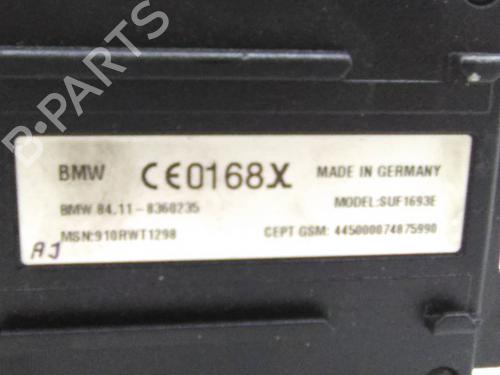 B-PARTS
BMW CE0168X MADE IN GERMANY
BMW 84.11-8360235 MODEL:SUF1693E
MSN:910RWT1298 CEPT GSM: 445000074875990
AJ